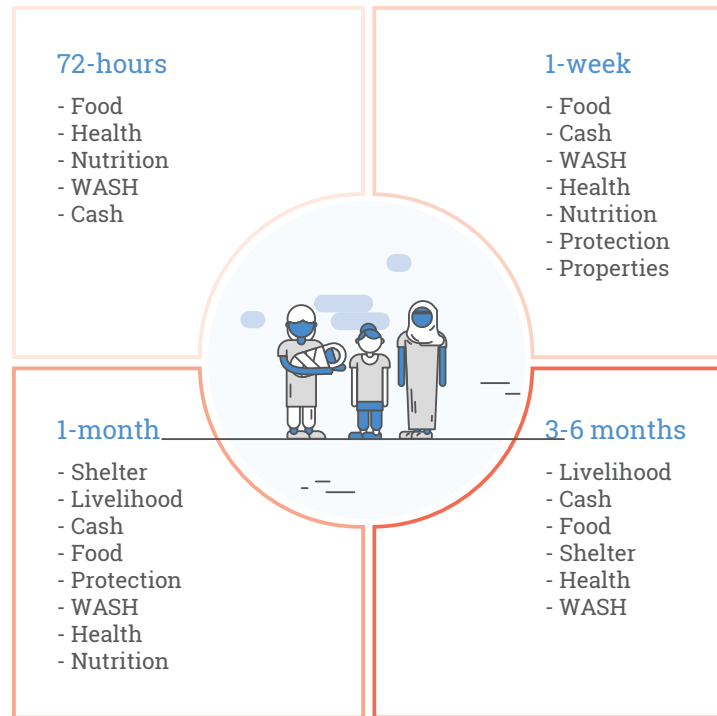 72-hours
- Food
- Health
- Nutrition
- WASH
- Cash
1-week
- Food
- Cash
- WASH
- Health
- Nutrition
- Protection
- Properties
1-month
- Shelter
- Livelihood
- Cash
- Food
- Protection
- WASH
- Health
- Nutrition
3-6 months
- Livelihood
- Cash
- Food
- Shelter
- Health
- WASH